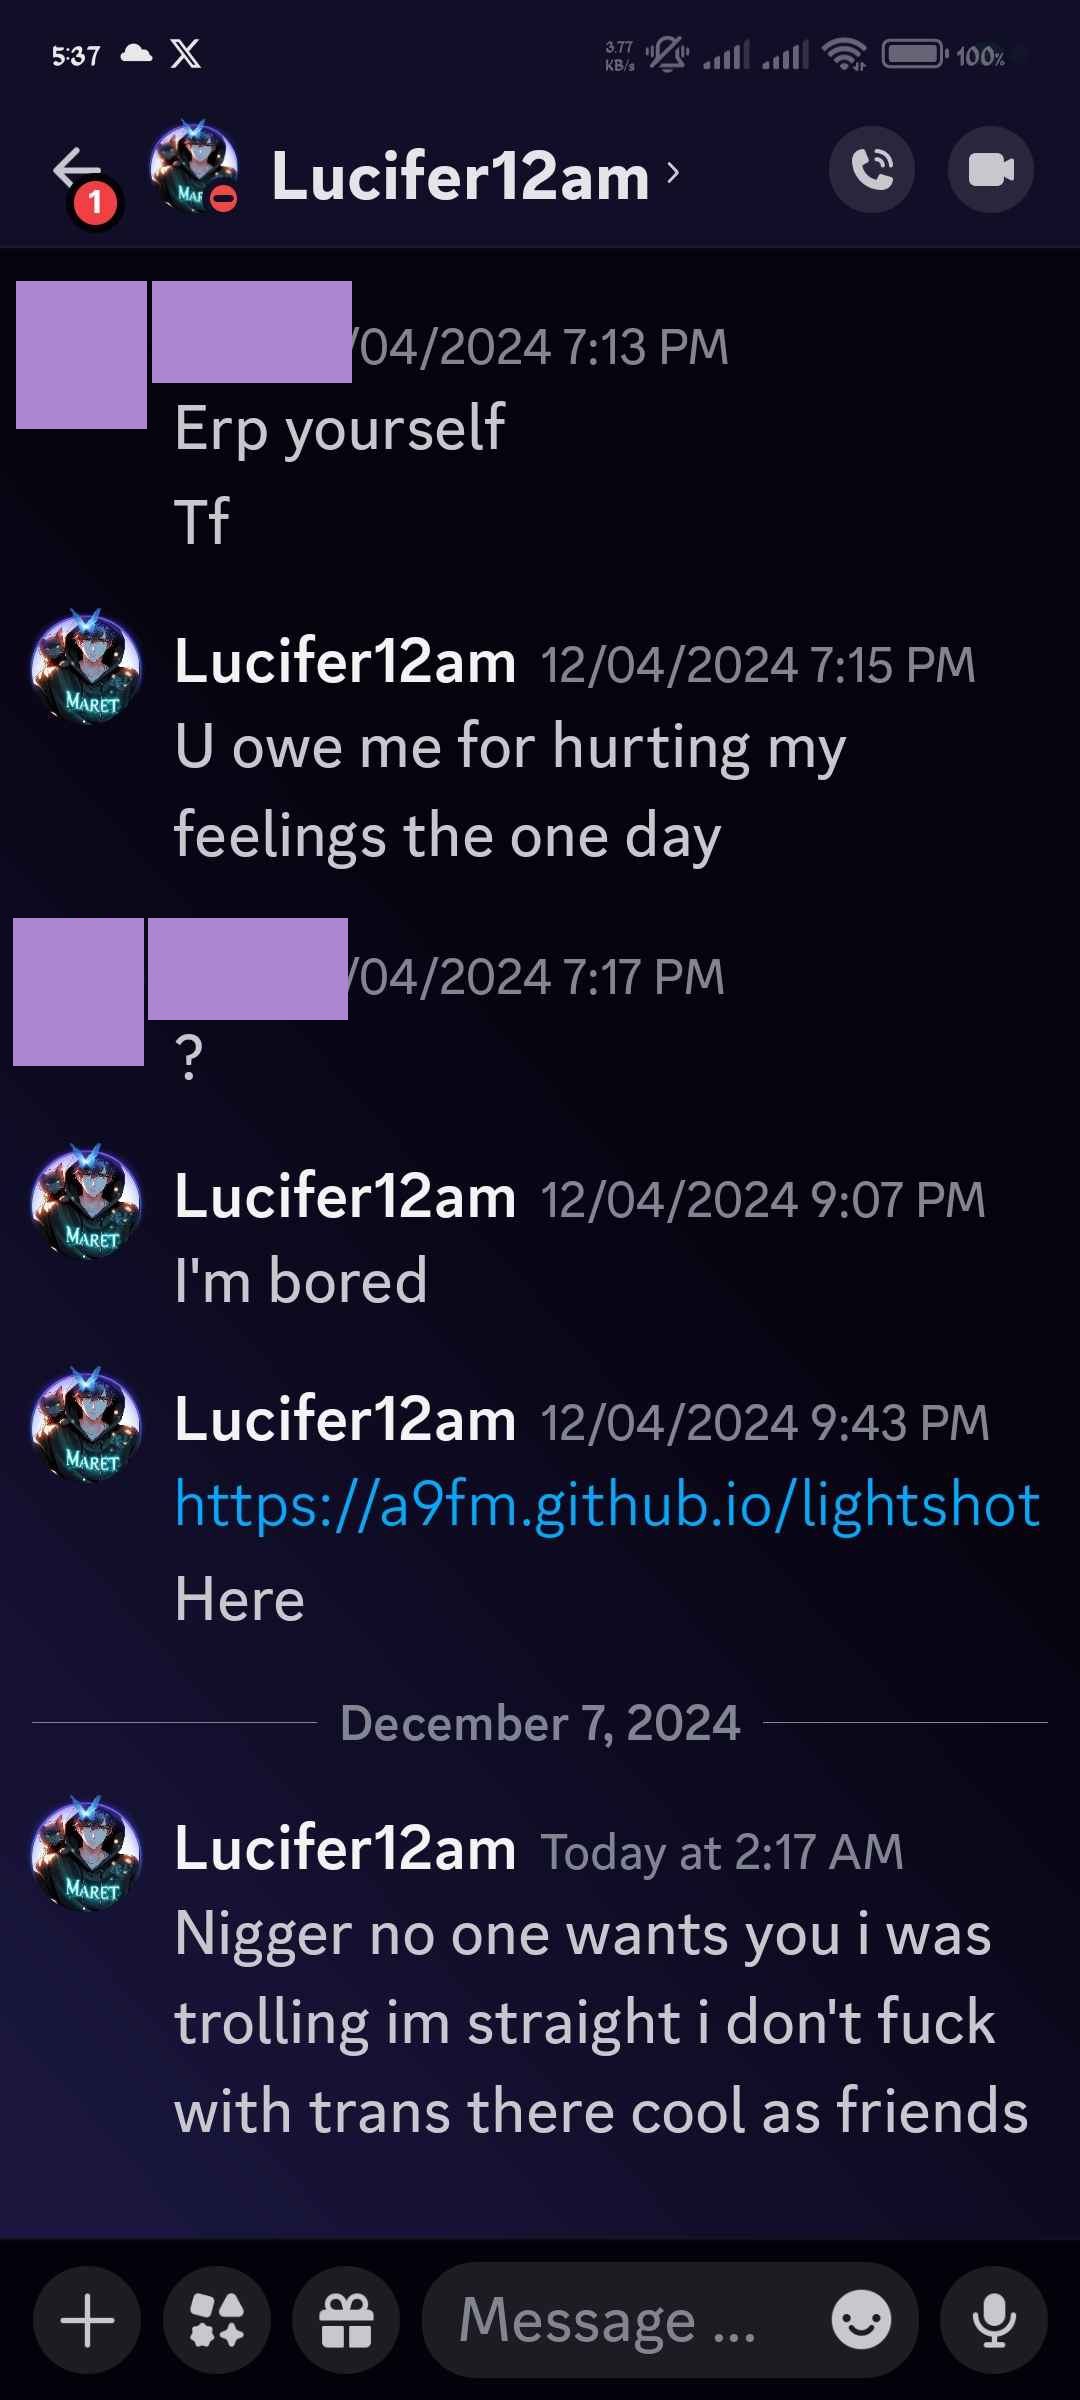 5:37
3.77
KB/s
100%
1
Lucifer12am
/04/2024 7:13 PM
Erp yourself
Tf
Lucifer12am 12/04/2024 7:15 PM
MARET
U owe me for hurting my
feelings the one day
/04/2024 7:17 PM
?
Lucifer12am 12/04/2024 9:07 PM
MARET
I'm bored
Lucifer12am 12/04/2024 9:43 PM
MARET
https://a9fm.github.io/lightshot
Here
December 7, 2024
Lucifer12am Today at 2:17 AM
MARET
Nigger no one wants you i was
trolling im straight i don't fuck
with trans there cool as friends
Message ...